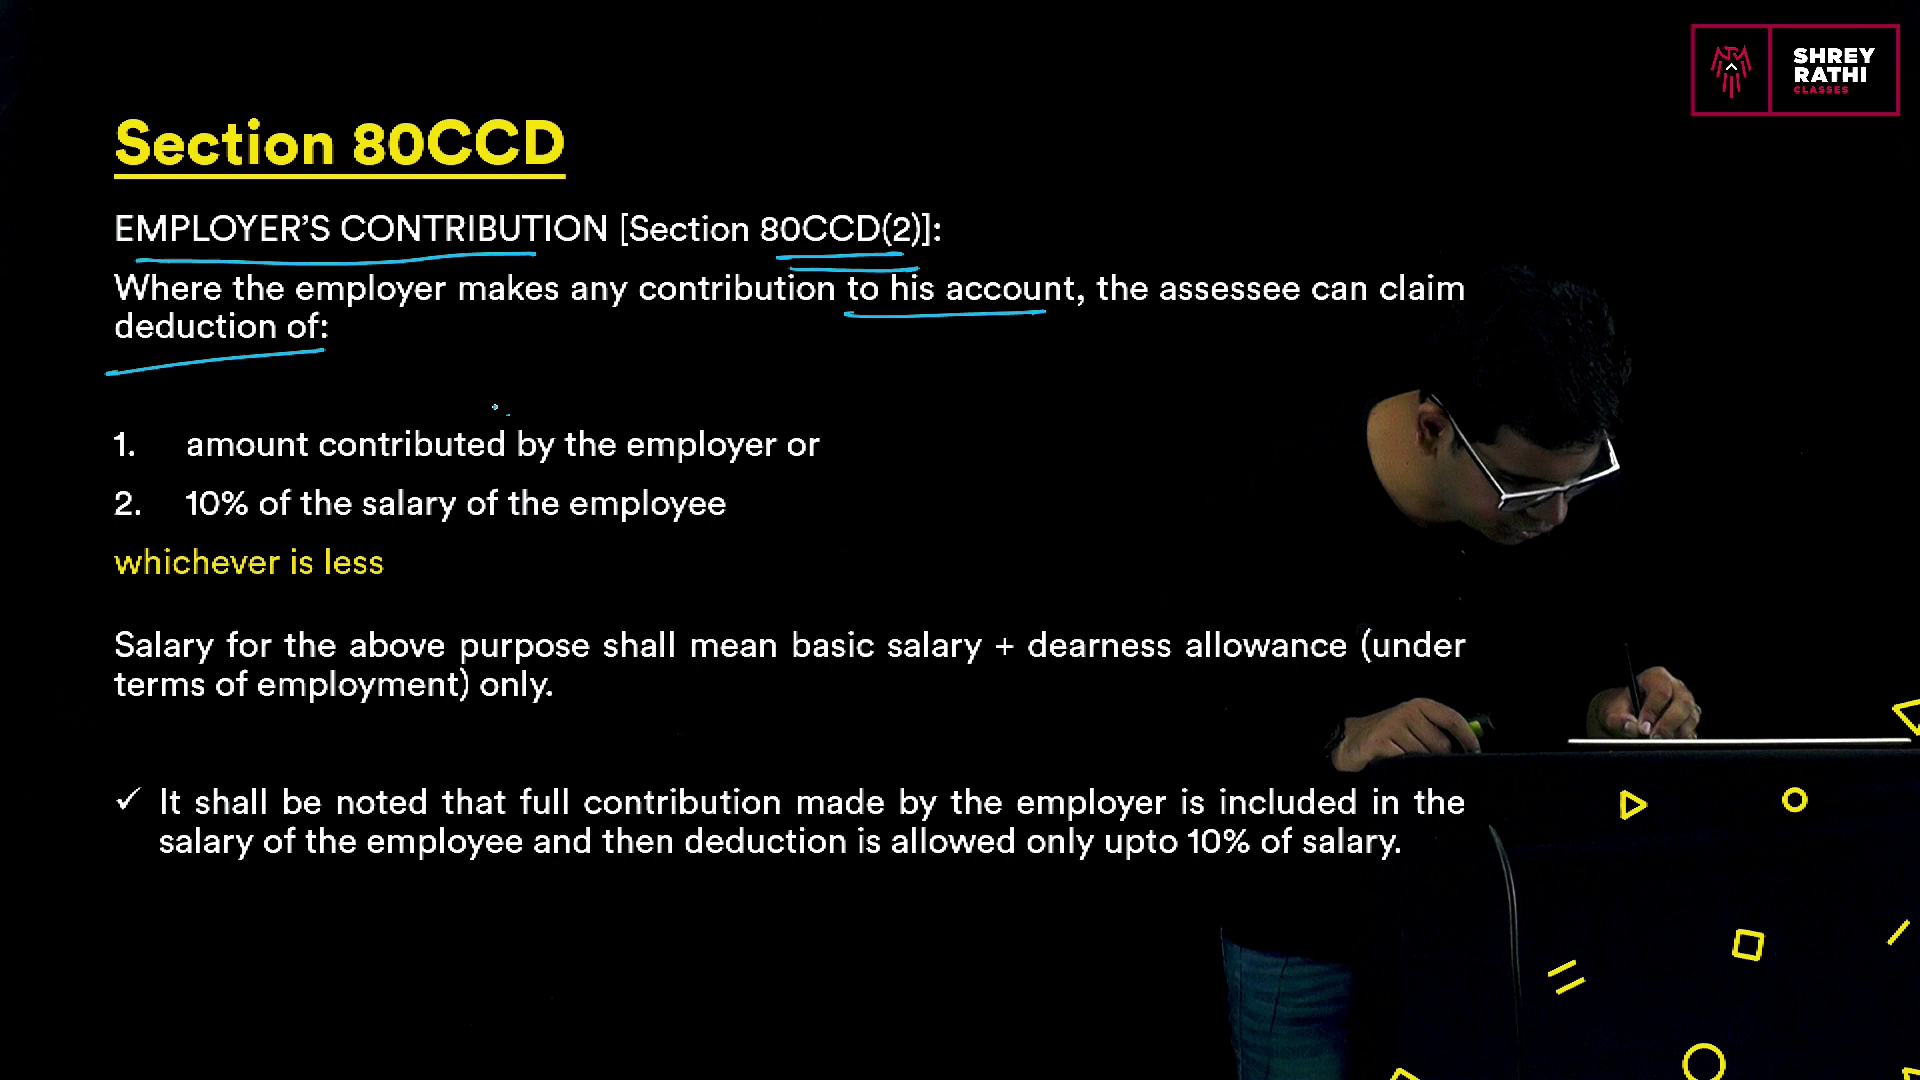 SHREY
RATHI
CLASSES
Section 80CCD
EMPLOYER’S CONTRIBUTION [Section 80CCD(2)]:
Where the employer makes any contribution to his account, the assessee can claim
deduction of:
1. amount contributed by the employer or
2. 10% of the salary of the employee
whichever is less
Salary for the above purpose shall mean basic salary + dearness allowance (under
terms of employment) only.
✓ It shall be noted that full contribution made by the employer is included in the
salary of the employee and then deduction is allowed only upto 10% of salary.